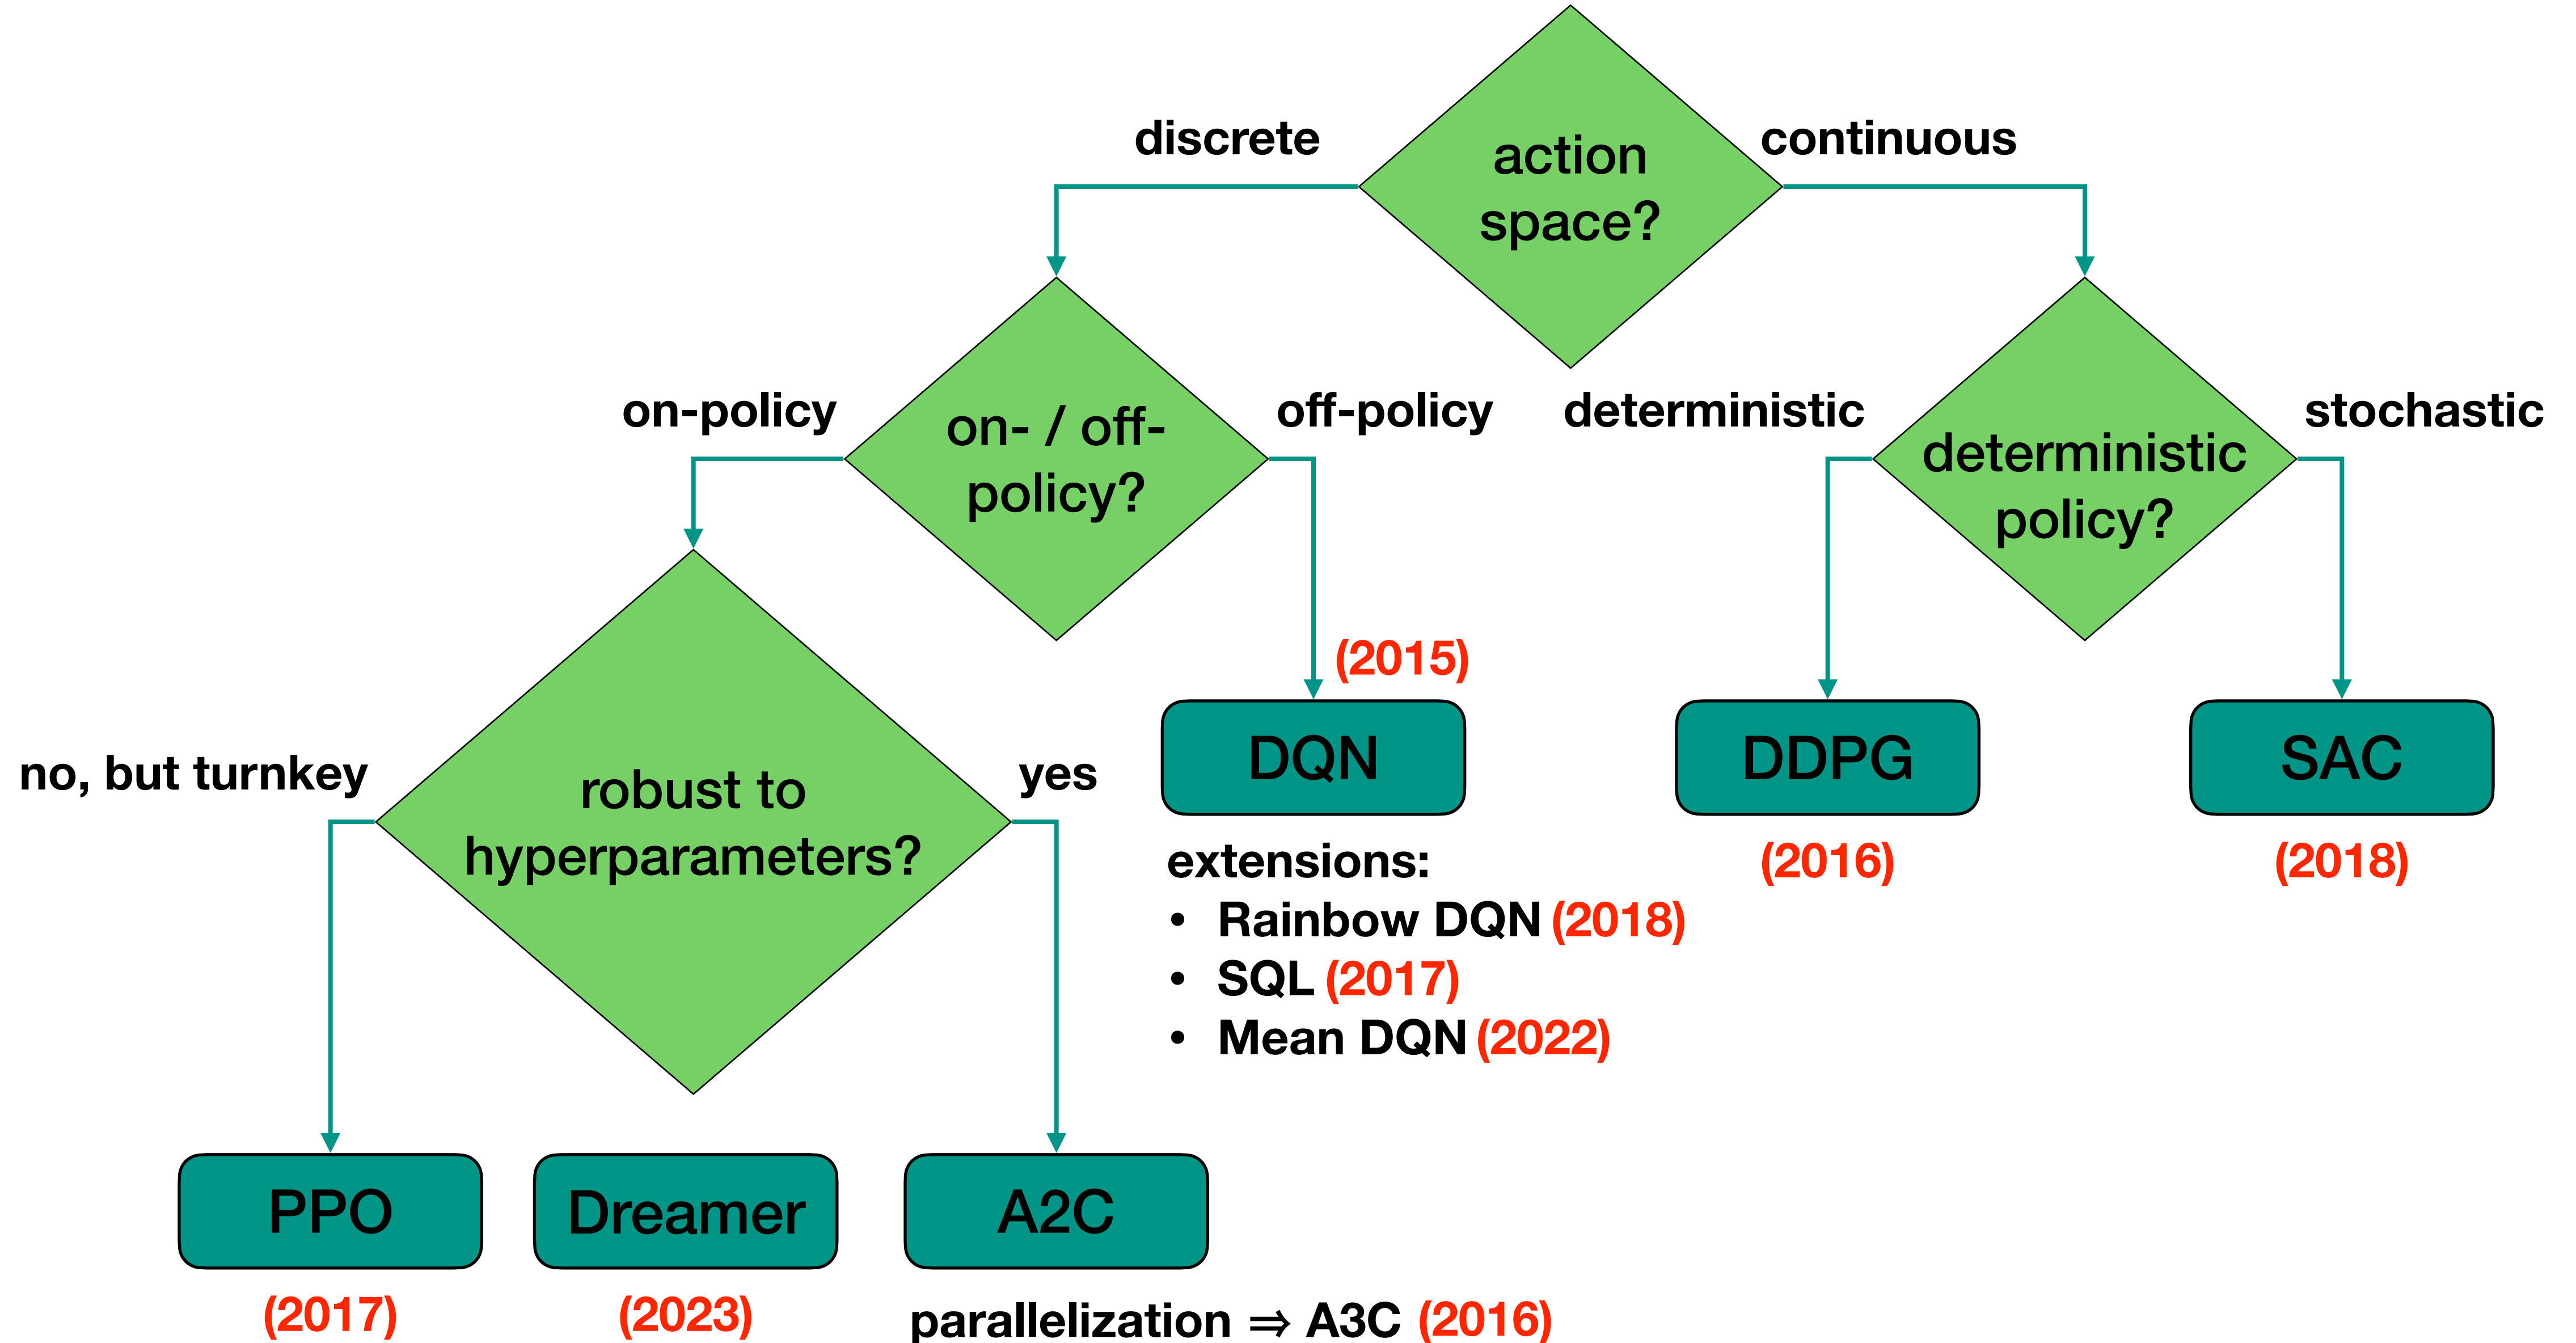 discrete
action
space?
continuous
on-policy
on- / off-
policy?
off-policy
deterministic
deterministic
policy?
stochastic
no, but turnkey
robust to
hyperparameters?
yes
(2015)
DQN
DDPG
SAC
extensions:
• Rainbow DQN (2018)
• SQL (2017)
• Mean DQN (2022)
(2016)
(2018)
PPO
Dreamer
A2C
(2017)
(2023)
parallelization ⇒ A3C (2016)